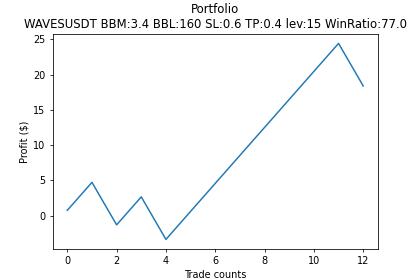 Portfolio
WAVESUSDT BBM:3.4 BBL:160 SL:0.6 TP:0.4 lev:15 WinRatio:77.0
25
20
15
10
5
0
Profit ($)
0 2 4 6 8 10 12
Trade counts